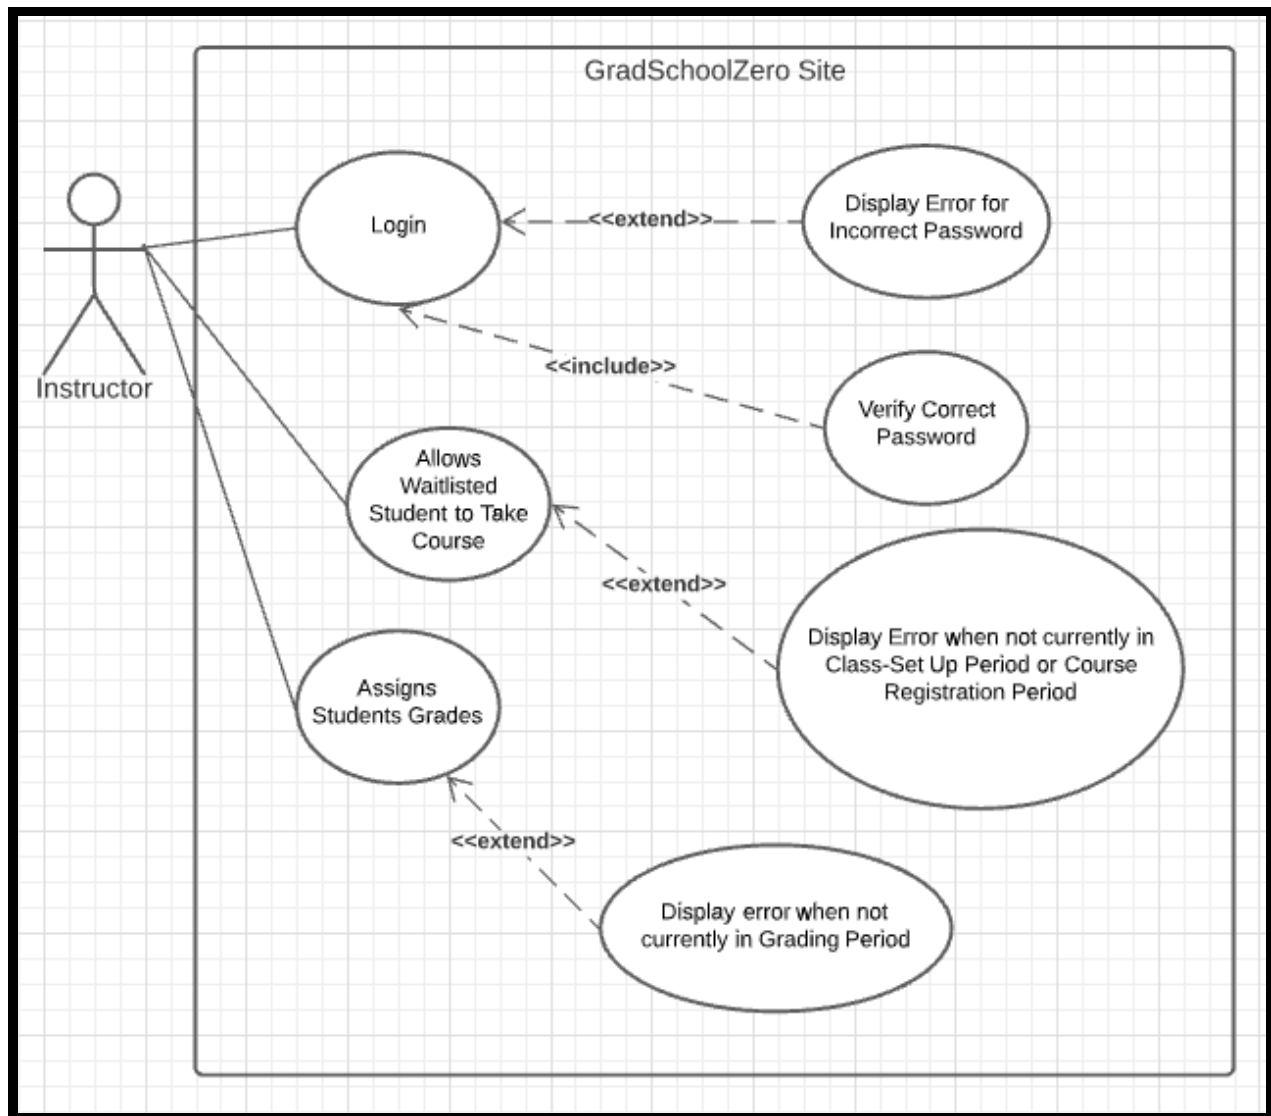 GradSchoolZero Site
Login
<<extend>>
Display Error for
Incorrect Password
<<include>>
Verify Correct
Password
Instructor
Allows
Waitlisted
Student to Take
Course
<<extend>>
Display Error when not currently in
Class-Set Up Period or Course
Registration Period
Assigns
Students Grades
<<extend>>
Display error when not
currently in Grading Period